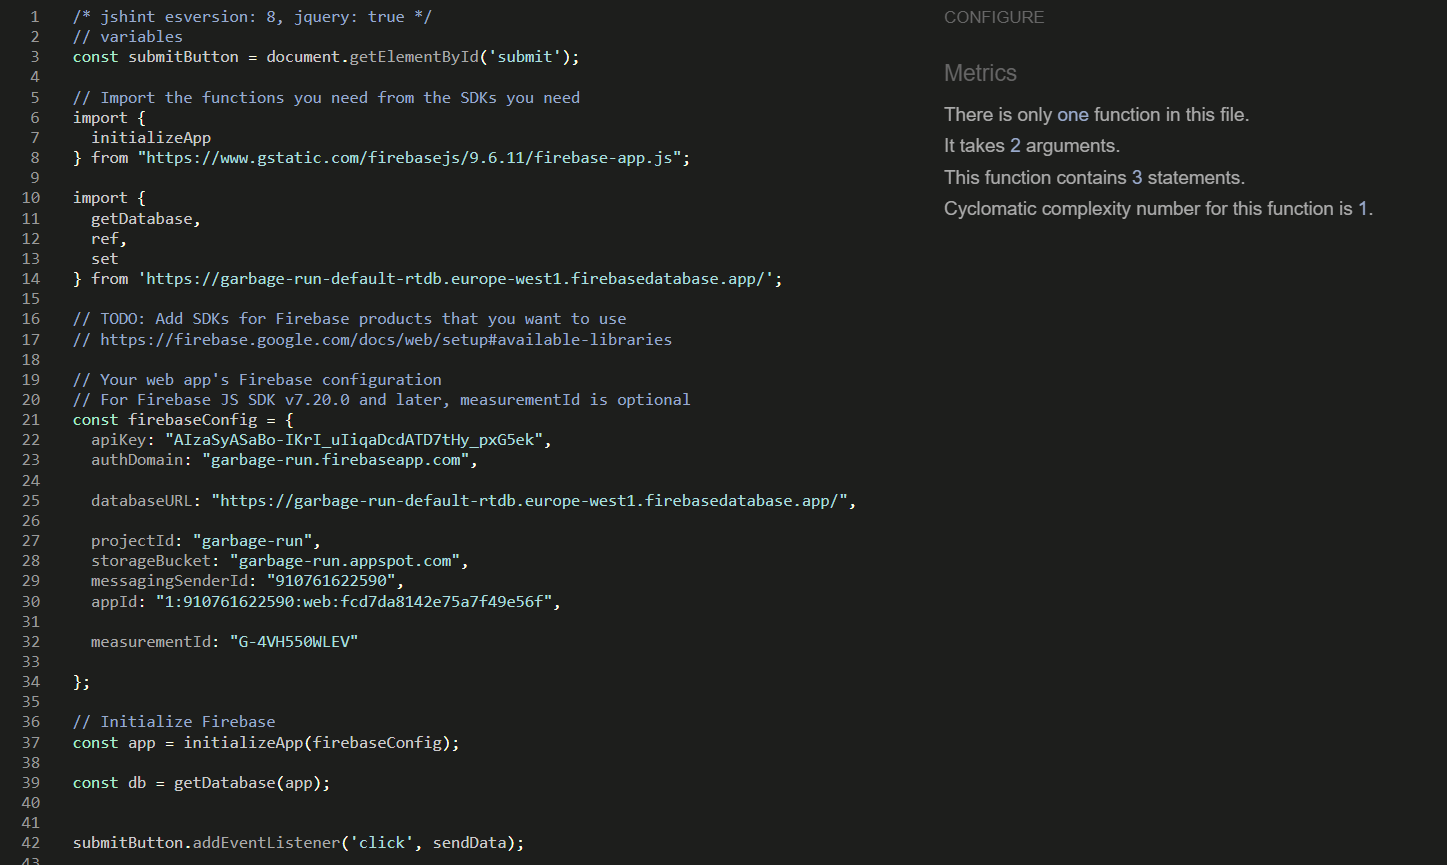 1 /* jshint esversion: 8, jquery: true */
2 // variables
3 const submitButton = document.getElementById('submit');
4
5 // Import the functions you need from the SDKs you need
6 import {
7 initializeApp
8 } from "https://www.gstatic.com/firebasejs/9.6.11/firebase-app.js";
9
10 import {
11 getDatabase,
12 ref,
13 set
14 } from 'https://garbage-run-default-rtdb.europe-west1.firebasedatabase.app/';
15
16 // TODO: Add SDKs for Firebase products that you want to use
17 // https://firebase.google.com/docs/web/setup#available-libraries
18
19 // Your web app's Firebase configuration
20 // For Firebase JS SDK v7.20.0 and later, measurementId is optional
21 const firebaseConfig = {
22 apiKey: "AIzaSyASaBo-IKrI_uIiqaDcdATD7tHy_pxG5ek",
23 authDomain: "garbage-run.firebaseapp.com",
24
25 databaseURL: "https://garbage-run-default-rtdb.europe-west1.firebasedatabase.app/",
26
27 projectId: "garbage-run",
28 storageBucket: "garbage-run.appspot.com",
29 messagingSenderId: "910761622590",
30 appId: "1:910761622590:web:fcd7da8142e75a7f49e56f",
31
32 measurementId: "G-4VH550WLEV"
33
34 };
35
36 // Initialize Firebase
37 const app = initializeApp(firebaseConfig);
38
39 const db = getDatabase(app);
40
41
42 submitButton.addEventListener('click', sendData);
43
CONFIGURE
Metrics
There is only one function in this file.
It takes 2 arguments.
This function contains 3 statements.
Cyclomatic complexity number for this function is 1.